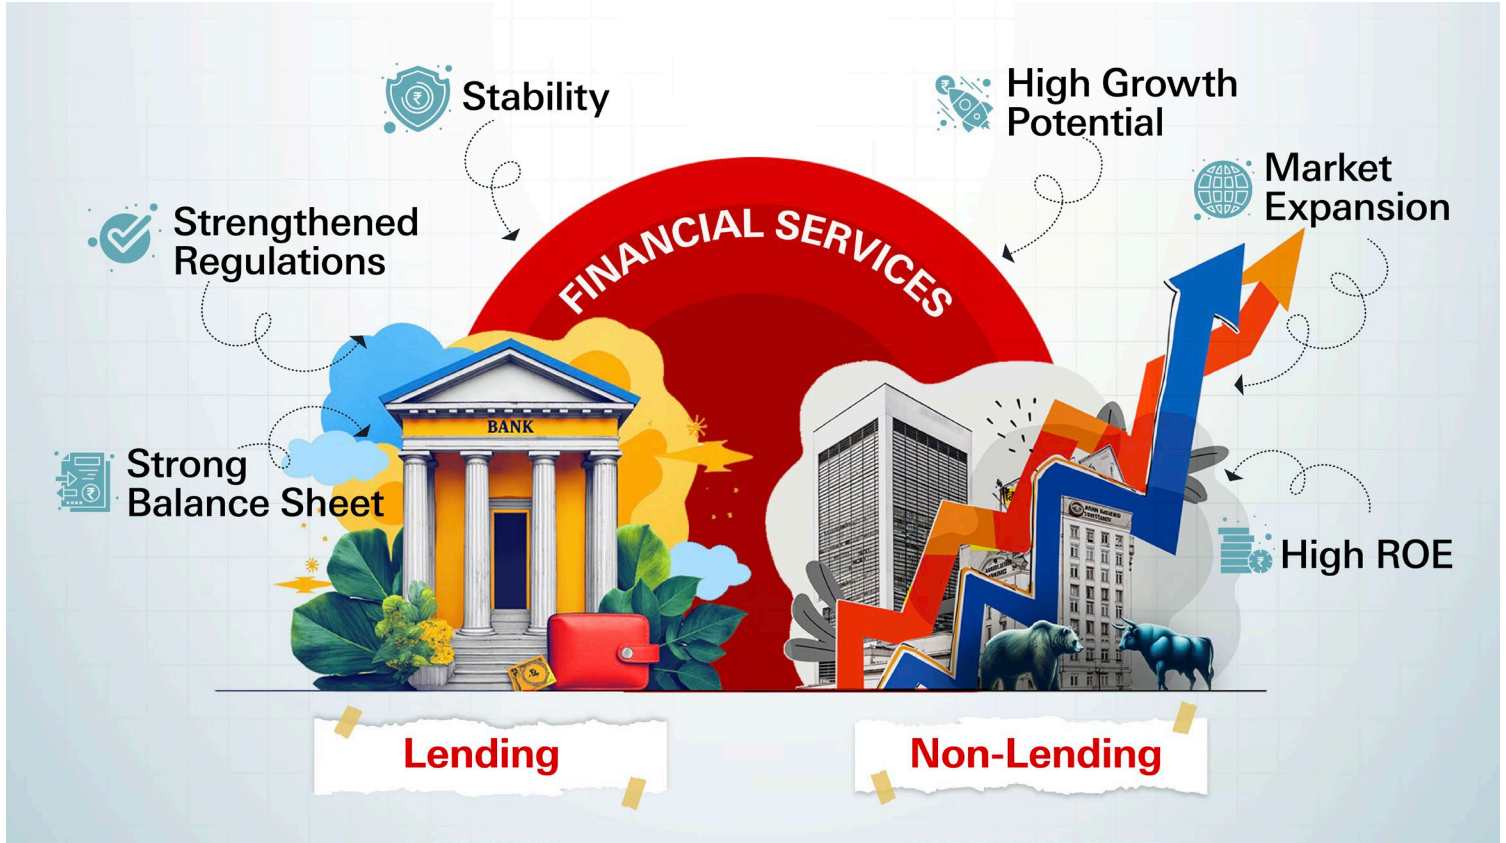 Stability
High Growth
Potential
Market
Expansion
Strengthened
Regulations
FINANCIAL SERVICES
BANK
Strong
Balance Sheet
High ROE
Lending
Non-Lending